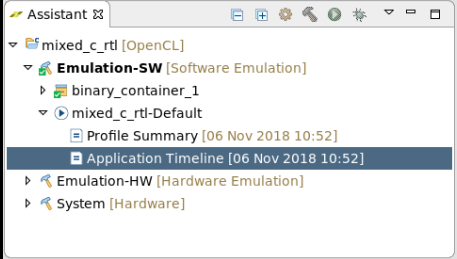 Assistant
mixed_c_rtl [OpenCL]
Emulation-SW [Software Emulation]
binary_container_1
mixed_c_rtl-Default
Profile Summary [06 Nov 2018 10:52]
Application Timeline [06 Nov 2018 10:52]
Emulation-HW [Hardware Emulation]
System [Hardware]